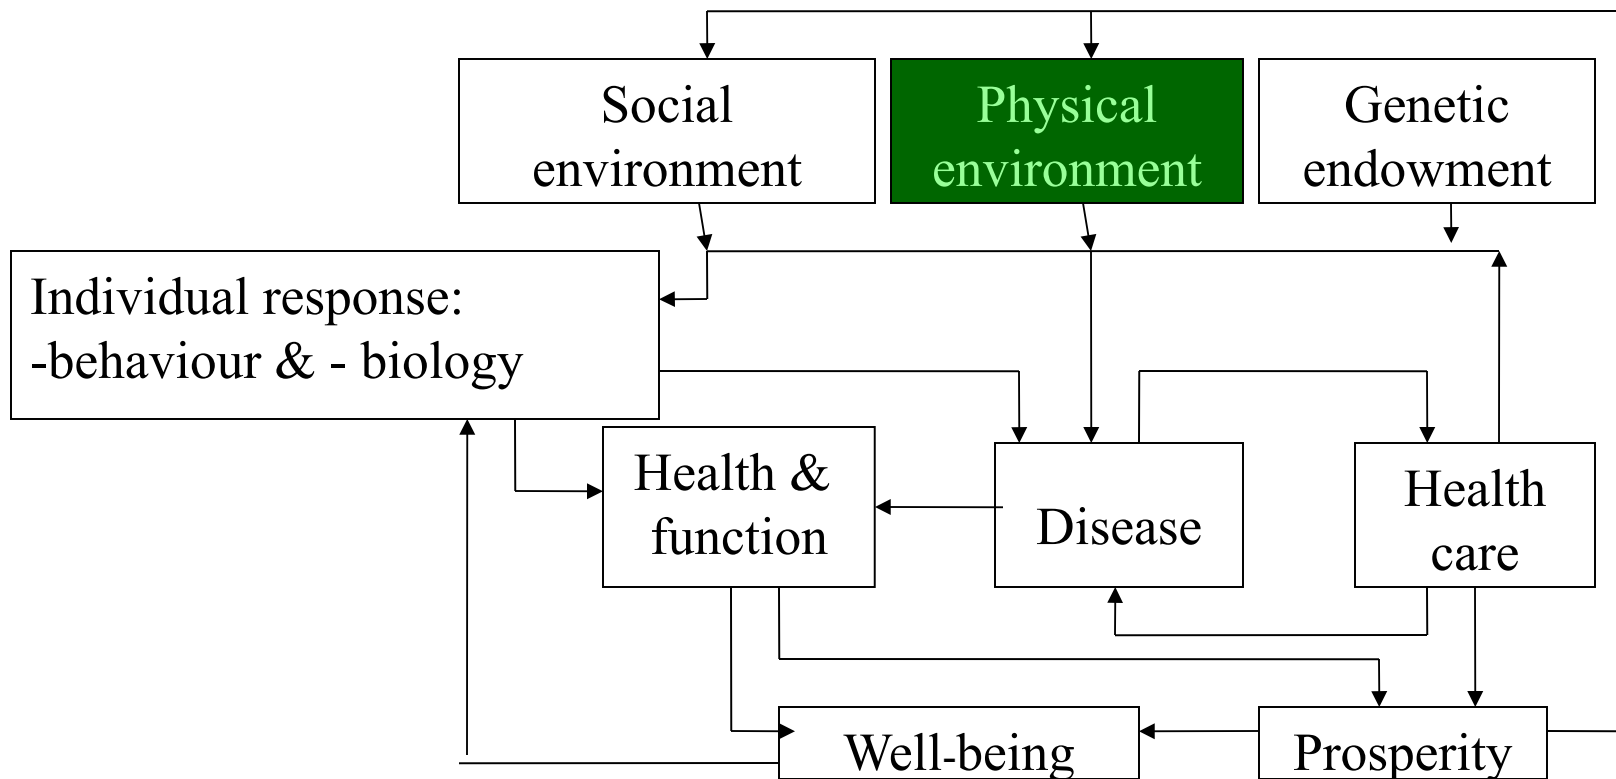 Social
environment
Physical
environment
Genetic
endowment
Individual response:
-behaviour & - biology
Health &
function
Disease
Health
care
Well-being
Prosperity